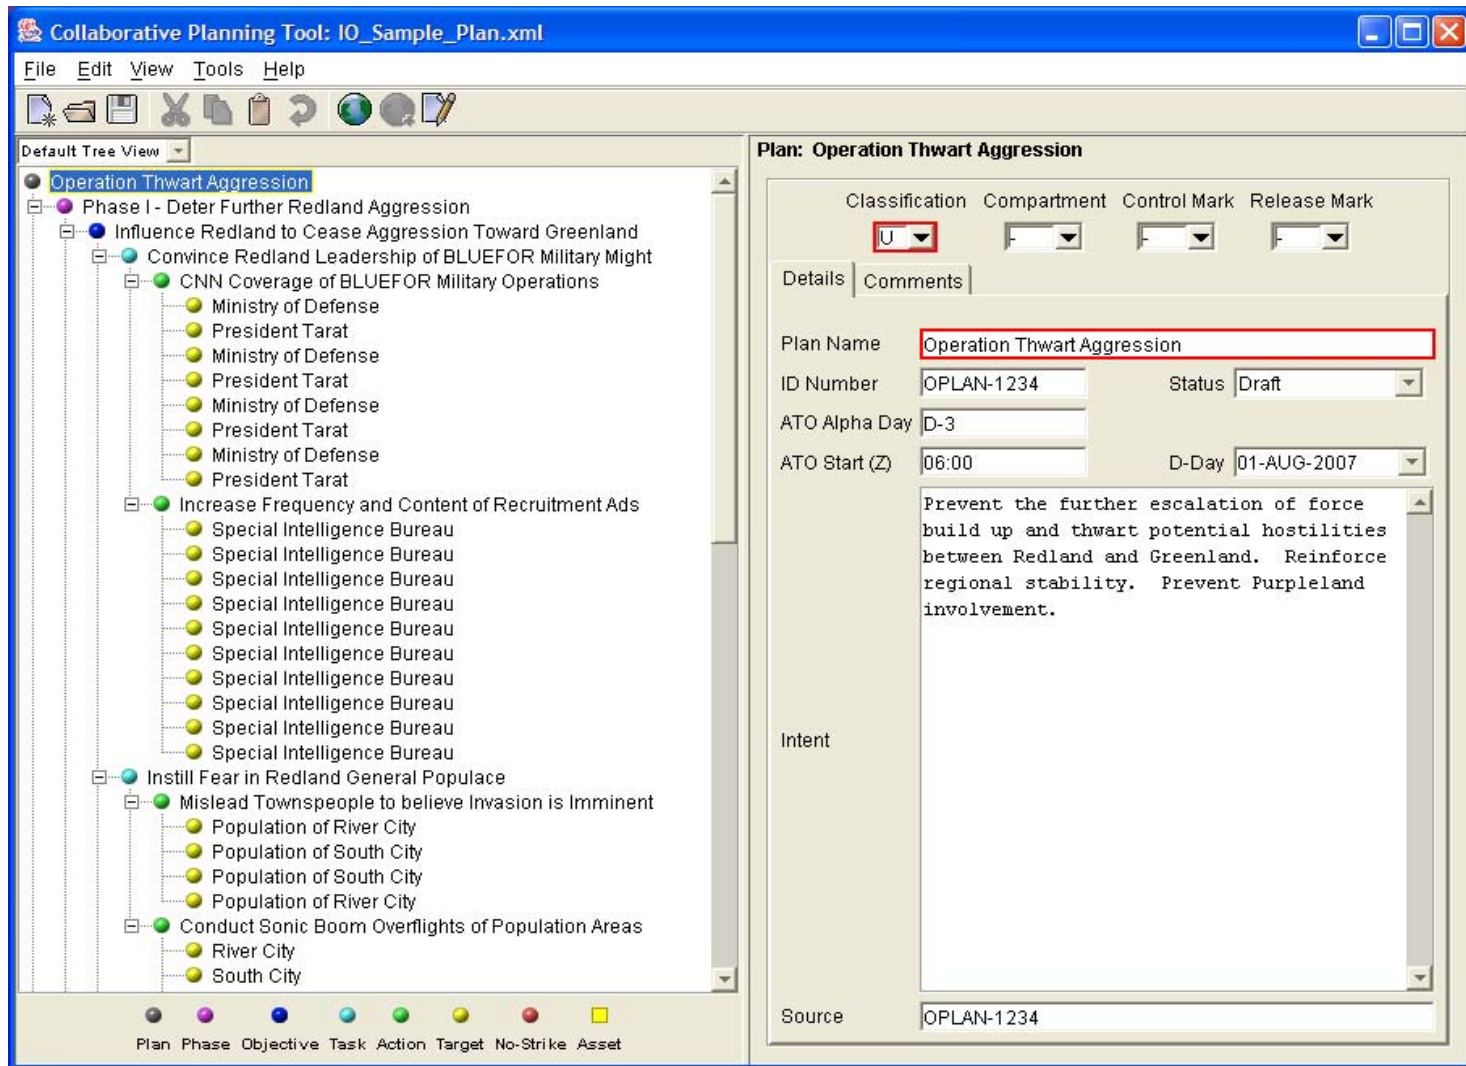 Collaborative Planning Tool: IO_Sample_Plan.xml
File Edit View Tools Help
Default Tree View
Operation Thwart Aggression
Phase I - Deter Further Redland Aggression
Influence Redland to Cease Aggression Toward Greenland
Convince Redland Leadership of BLUEFOR Military Might
CNN Coverage of BLUEFOR Military Operations
Ministry of Defense
President Tarat
Ministry of Defense
President Tarat
Ministry of Defense
President Tarat
Ministry of Defense
President Tarat
Increase Frequency and Content of Recruitment Ads
Special Intelligence Bureau
Special Intelligence Bureau
Special Intelligence Bureau
Special Intelligence Bureau
Special Intelligence Bureau
Special Intelligence Bureau
Special Intelligence Bureau
Special Intelligence Bureau
Special Intelligence Bureau
Special Intelligence Bureau
Instill Fear in Redland General Populace
Mislead Townspeople to believe Invasion is Imminent
Population of River City
Population of South City
Population of South City
Population of River City
Conduct Sonic Boom Overflights of Population Areas
River City
South City
Plan Phase Objective Task Action Target No-Strike Asset
Plan: Operation Thwart Aggression
Classification Compartment Control Mark Release Mark
U - - -
Details Comments
Plan Name Operation Thwart Aggression
ID Number OPLAN-1234 Status Draft
ATO Alpha Day D-3
ATO Start (Z) 06:00 D-Day 01-AUG-2007
Prevent the further escalation of force
build up and thwart potential hostilities
between Redland and Greenland. Reinforce
regional stability. Prevent Purpleland
involvement.
Intent
Source OPLAN-1234